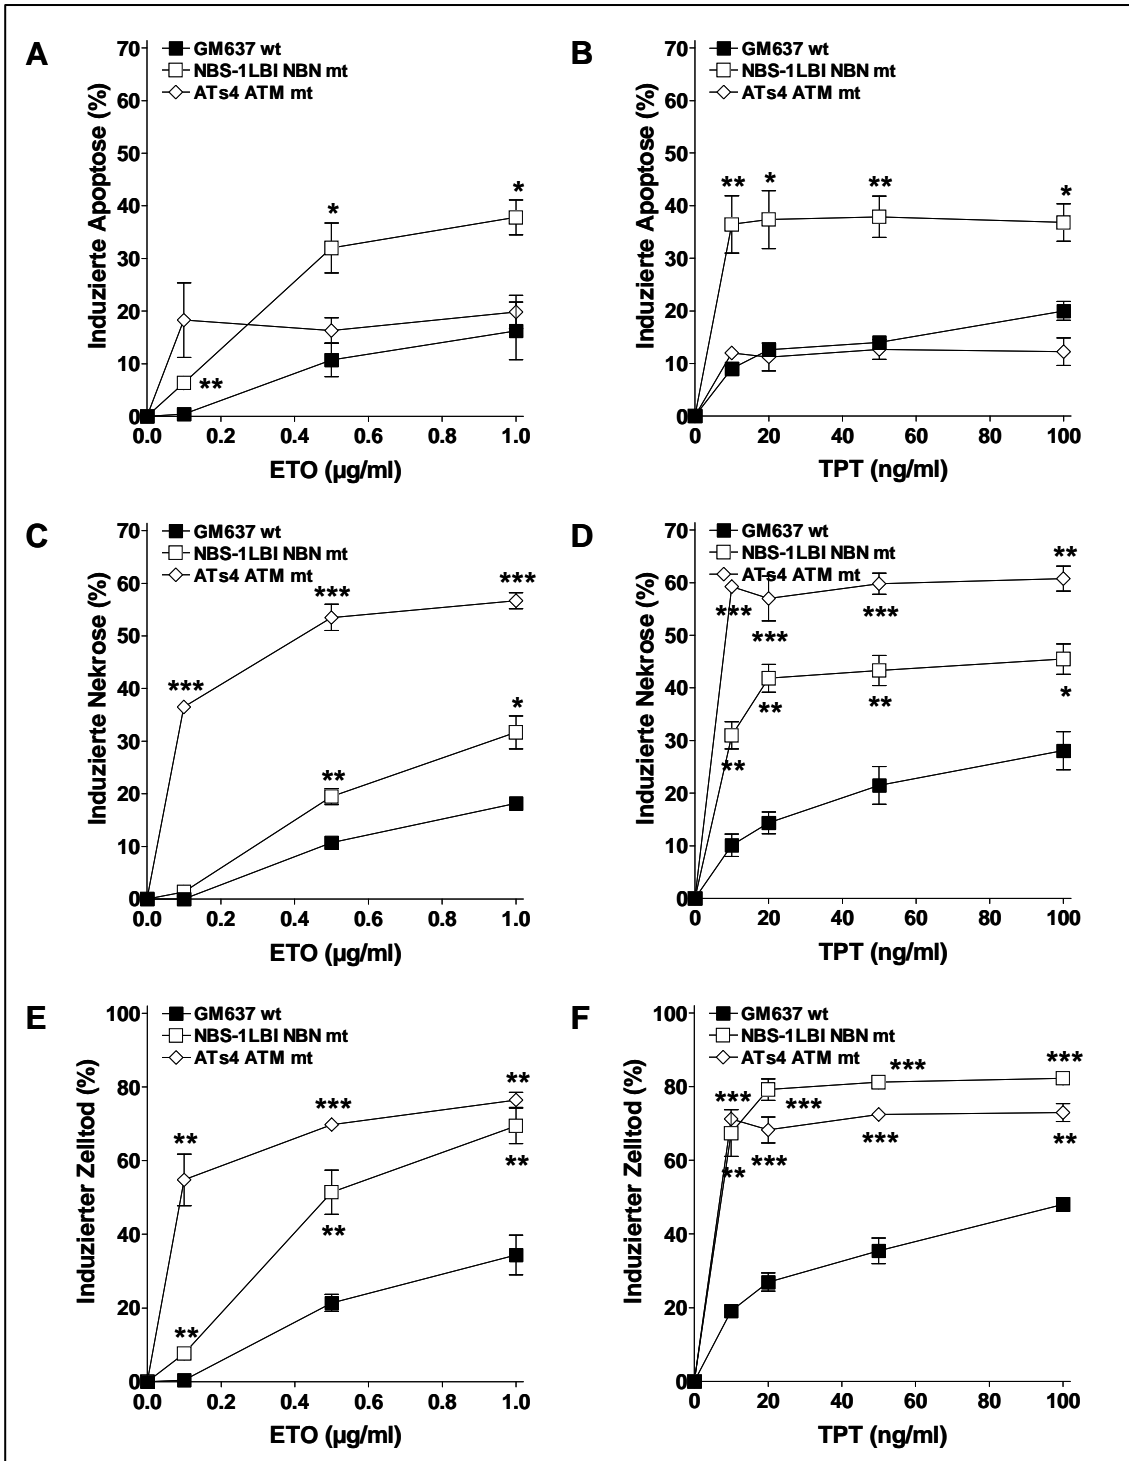 A
B
70
GM637 wt
NBS-1LBI NBN mt
ATs4 ATM mt
60
50
40
30
20
10
0
Induzierte Apoptose (%)
*
*
**
0.0 0.2 0.4 0.6 0.8 1.0
ETO (µg/ml)
70
GM637 wt
NBS-1LBI NBN mt
ATs4 ATM mt
60
50
40
30
20
10
0
Induzierte Apoptose (%)
** * ** *
0 20 40 60 80 100
TPT (ng/ml)
C
D
70
GM637 wt
NBS-1LBI NBN mt
ATs4 ATM mt
60
50
40
30
20
10
0
Induzierte Nekrose (%)
***
***
***
*
**
0.0 0.2 0.4 0.6 0.8 1.0
ETO (µg/ml)
70
GM637 wt
NBS-1LBI NBN mt
ATs4 ATM mt
60
50
40
30
20
10
0
Induzierte Nekrose (%)
**
*** *** ***
** ** *
**
0 20 40 60 80 100
TPT (ng/ml)
E
F
100
GM637 wt
NBS-1LBI NBN mt
ATs4 ATM mt
80
60
40
20
0
Induzierter Zelltod (%)
**
***
**
**
**
**
0.0 0.2 0.4 0.6 0.8 1.0
ETO (µg/ml)
100
GM637 wt
NBS-1LBI NBN mt
ATs4 ATM mt
80
60
40
20
0
Induzierter Zelltod (%)
*** ***
*** ***
*** **
** ***
0 20 40 60 80 100
TPT (ng/ml)